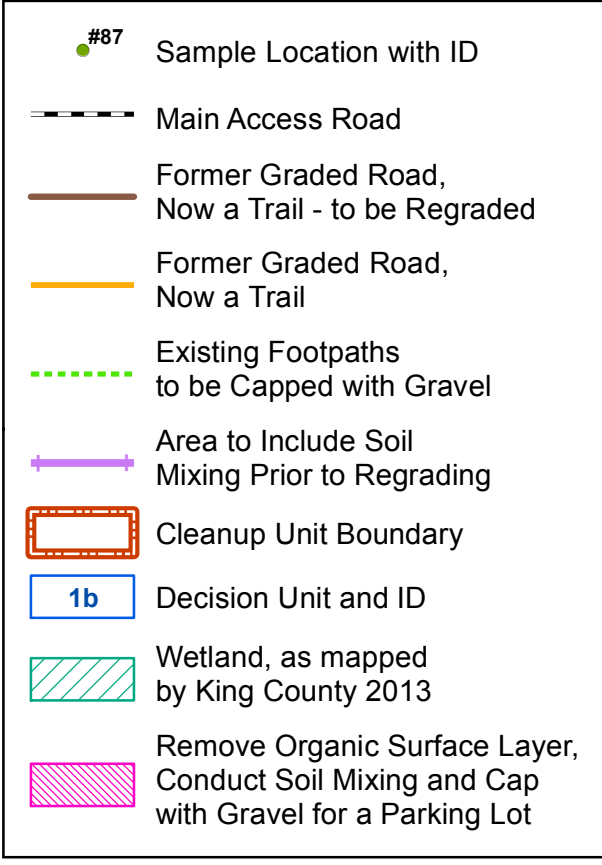 #87
Sample Location with ID
Main Access Road
Former Graded Road,
Now a Trail - to be Regraded
Former Graded Road,
Now a Trail
Existing Footpaths
to be Capped with Gravel
Area to Include Soil
Mixing Prior to Regrading
Cleanup Unit Boundary
1b
Decision Unit and ID
Wetland, as mapped
by King County 2013
Remove Organic Surface Layer,
Conduct Soil Mixing and Cap
with Gravel for a Parking Lot